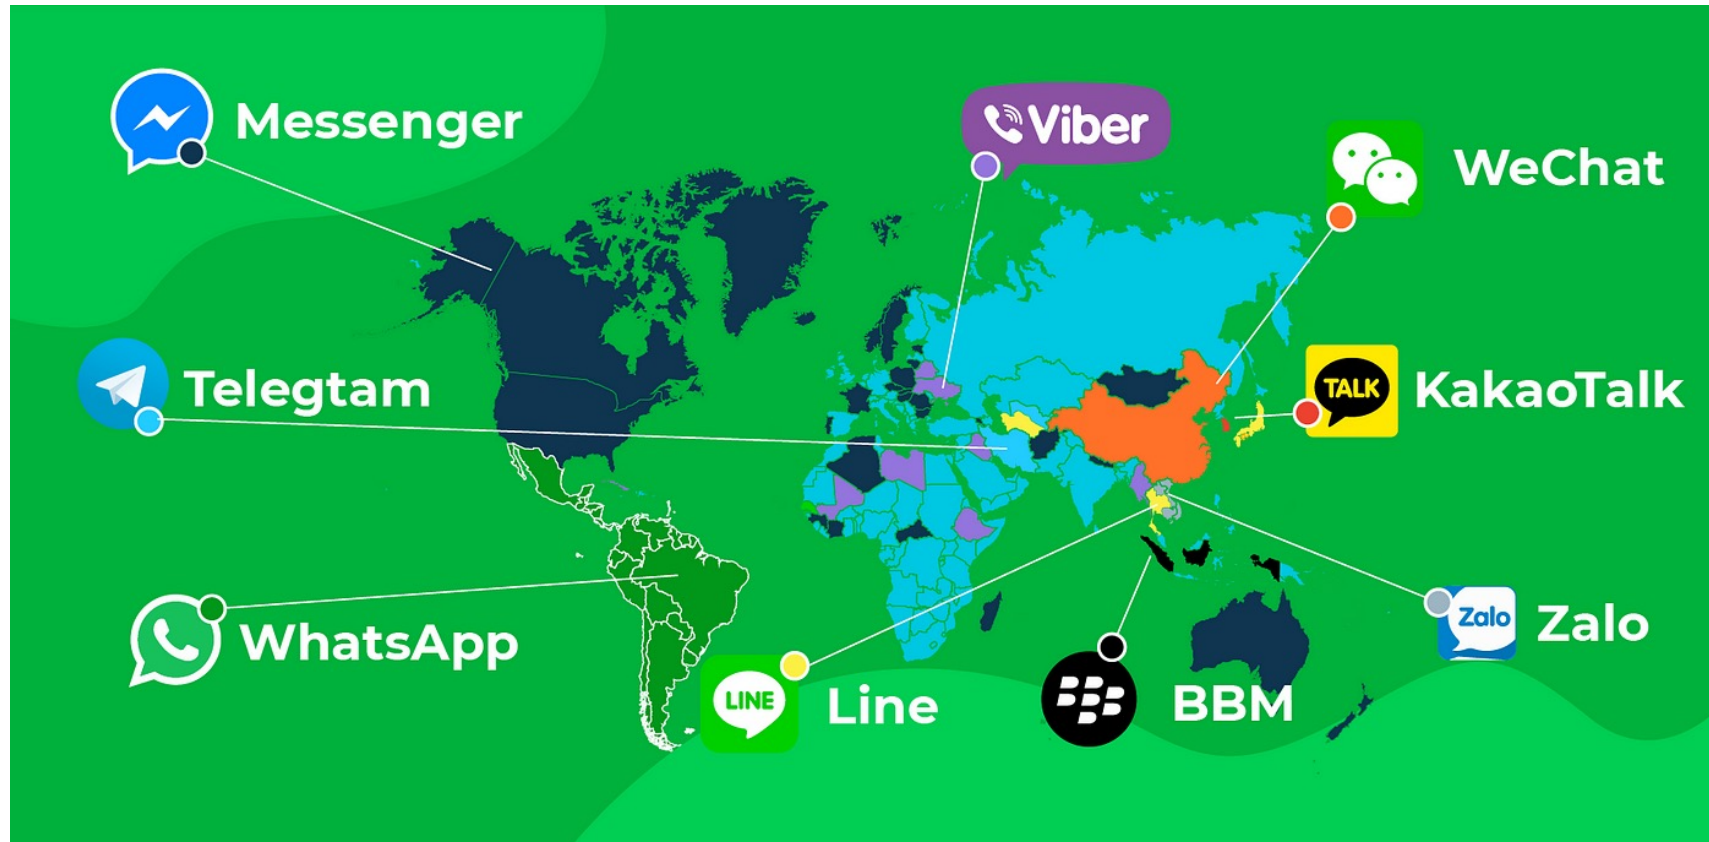 Messenger
Viber
WeChat
Telegtam
TALK
KakaoTalk
WhatsApp
Zalo
Zalo
LINE
Line
BBM